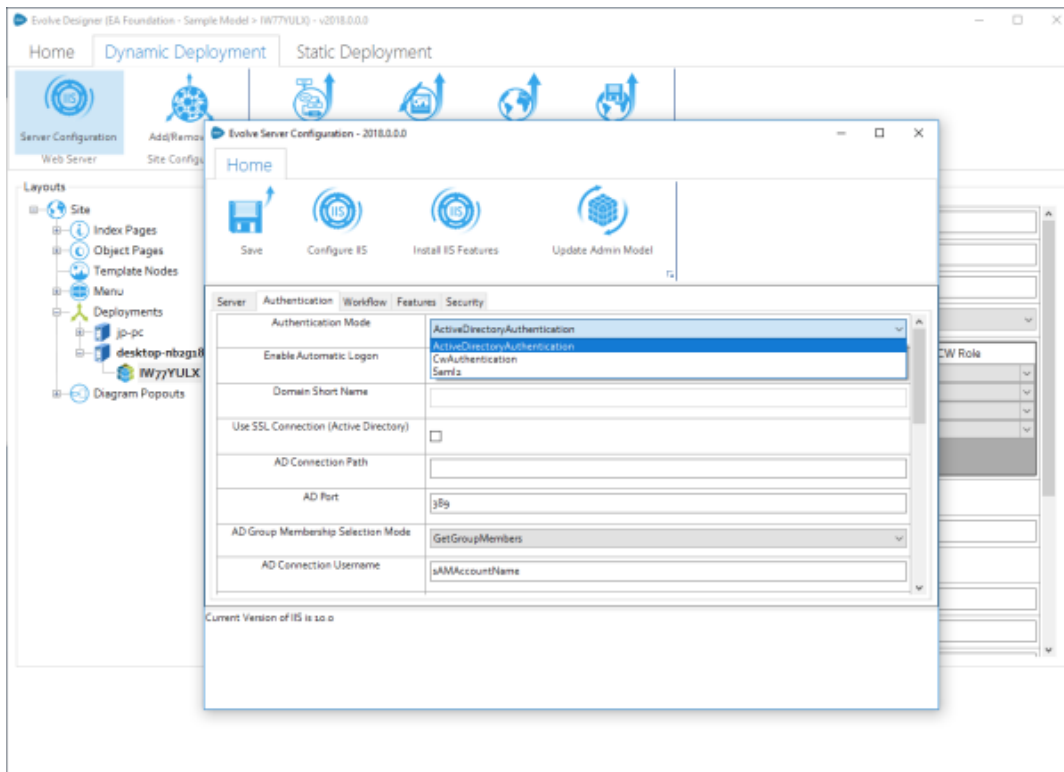 Evolve Designer (EA Foundation - Sample Model > IW77YULX) - v2018.0.0.0
Home Dynamic Deployment Static Deployment
Server Configuration
Web Server
Layouts
Site
Index Pages
Object Pages
Template Nodes
Menu
Deployments
jp-pc
IW77YULX
Diagram Popouts
Evolve Server Configuration - 2018.0.0.0
Home
Save Configure IIS Install IIS Features Update Admin Model
Server Authentication Workflow Features Security
Authentication Mode ActiveDirectoryAuthentication
ActiveDirectoryAuthentication
CwAuthentication
Saml2
Enable Automatic Logon
Domain Short Name
Use SSL Connection (Active Directory)
AD Connection Path
AD Port 389
AD Group Membership Selection Mode GetGroupMembers
AD Connection Username sAMAccountName
Current Version of IIS is 10.0
CW Role